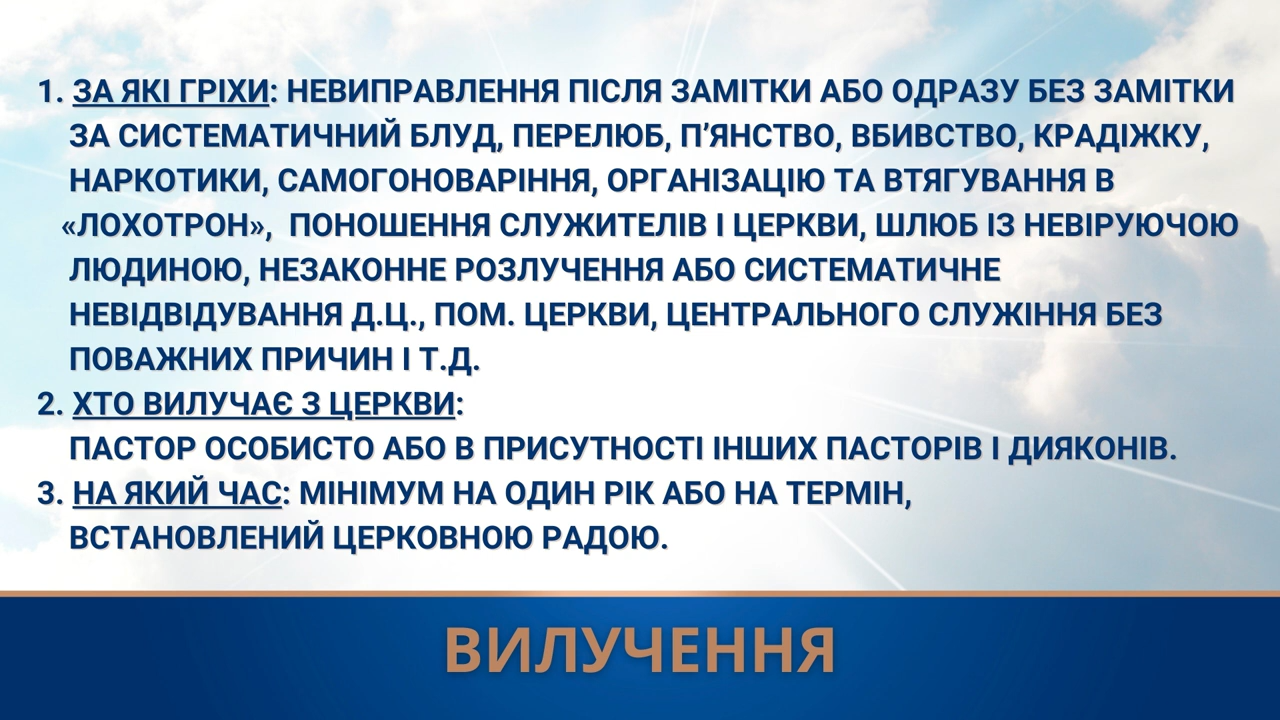 1. ЗА ЯКІ ГРІХИ: НЕВИПРАВЛЕННЯ ПІСЛЯ ЗАМІТКИ АБО ОДРАЗУ БЕЗ ЗАМІТКИ
ЗА СИСТЕМАТИЧНИЙ БЛУД, ПЕРЕЛЮБ, П’ЯНСТВО, ВБИВСТВО, КРАДІЖКУ,
НАРКОТИКИ, САМОГОНОВАРІННЯ, ОРГАНІЗАЦІЮ ТА ВТЯГУВАННЯ В
«ЛОХОТРОН», ПОНОШЕННЯ СЛУЖИТЕЛІВ І ЦЕРКВИ, ШЛЮБ ІЗ НЕВІРУЮЧОЮ
ЛЮДИНОЮ, НЕЗАКОННЕ РОЗЛУЧЕННЯ АБО СИСТЕМАТИЧНЕ
НЕВІДВІДУВАННЯ Д.Ц., ПОМ. ЦЕРКВИ, ЦЕНТРАЛЬНОГО СЛУЖІННЯ БЕЗ
ПОВАЖНИХ ПРИЧИН І Т.Д.
2. ХТО ВИЛУЧАЄ З ЦЕРКВИ:
ПАСТОР ОСОБИСТО АБО В ПРИСУТНОСТІ ІНШИХ ПАСТОРІВ І ДИЯКОНІВ.
3. НА ЯКИЙ ЧАС: МІНІМУМ НА ОДИН РІК АБО НА ТЕРМІН,
ВСТАНОВЛЕНИЙ ЦЕРКОВНОЮ РАДОЮ.
ВИЛУЧЕННЯ